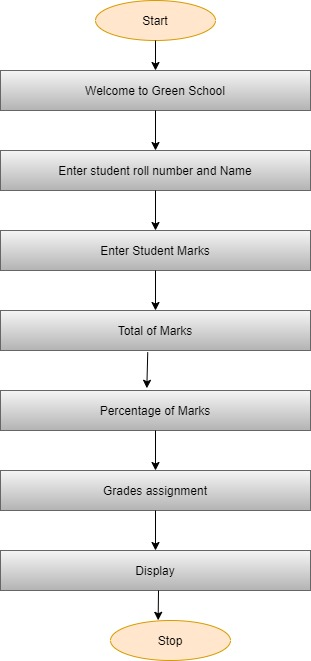 Start
Welcome to Green School
Enter student roll number and Name
Enter Student Marks
Total of Marks
Percentage of Marks
Grades assignment
Display
Stop